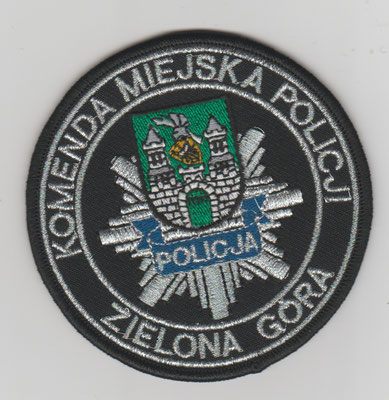 KOMENDA MIEJSKA POLICJI
POLICJA
ZIELONA GÓRA